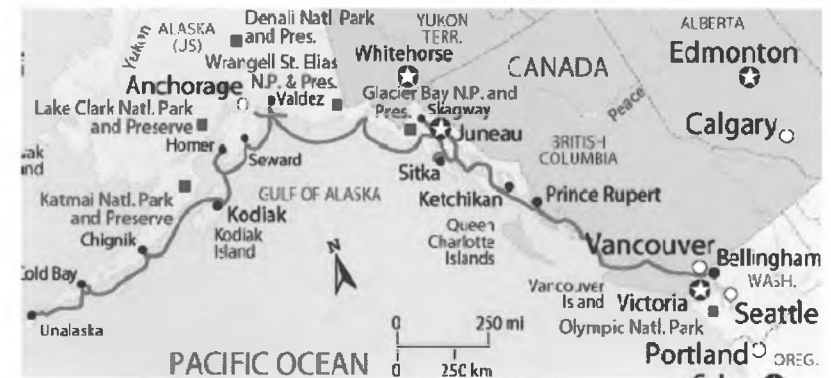 Denali Natl. Park
and Pres.
ALASKA
(US)
Yukon
YUKON
TERR.
ALBERTA
Whitehorse
Edmonton
Wrangell St. Elias
N.P. & Pres.
CANADA
Anchorage
Valdez
Glacier Bay N.P. and
Pres.
Skagway
Peace
Calgary
Lake Clark Natl. Park
and Preserve
Juneau
Homer
Seward
BRITISH
COLUMBIA
Sitka
Katmai Natl. Park
and Preserve
GULF OF ALASKA
Ketchikan
Prince Rupert
Kodiak
Kodiak
Island
Queen
Charlotte
Islands
Chignik
N
Vancouver
Bellingham
WASH.
Cold Bay
Vancouver
Island
Victoria
Seattle
Unalaska
0 250 mi
Olympic Natl. Park
PACIFIC OCEAN
0 250 km
Portland
OREG.